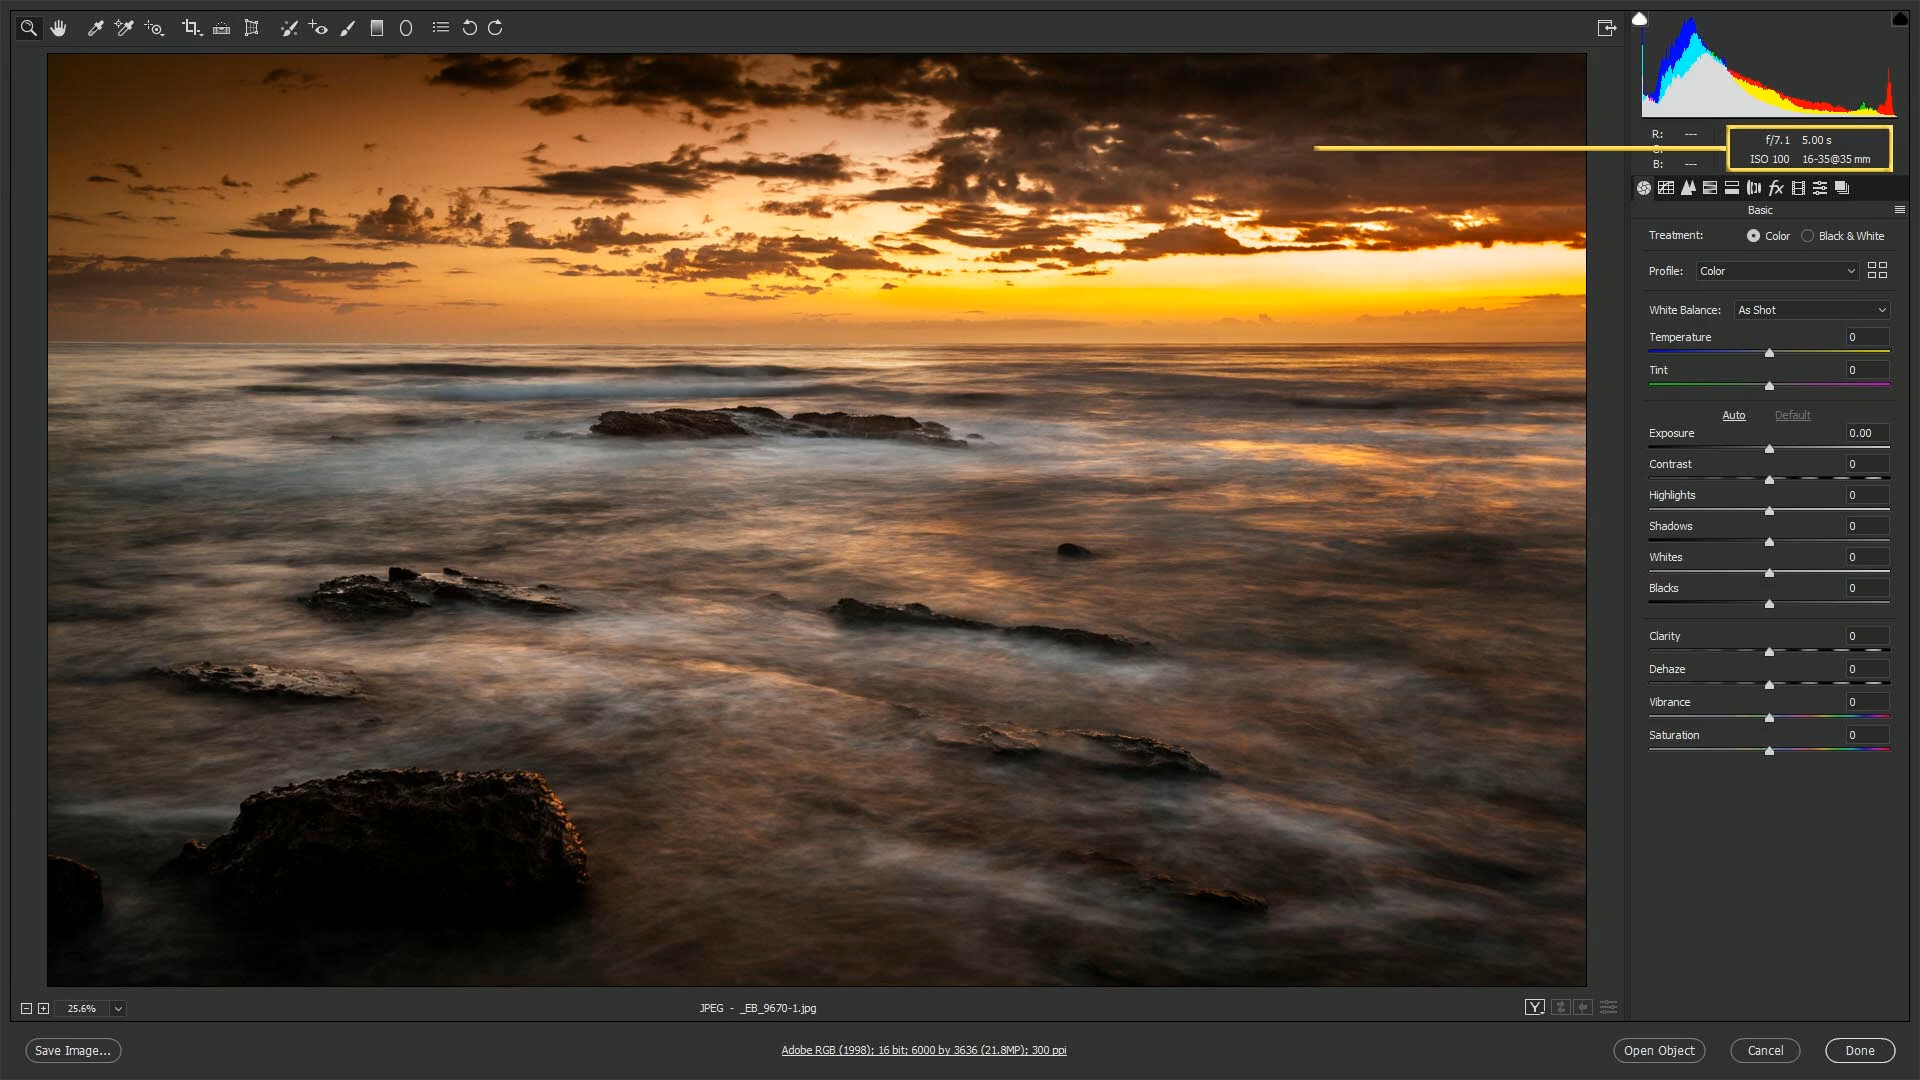 R: ---
G:
B: ---
f/7.1 5.00 s
ISO 100 16-35@35 mm
fx
Basic
Treatment: Color Black & White
Profile: Color
White Balance: As Shot
Temperature 0
Tint 0
Auto Default
Exposure 0.00
Contrast 0
Highlights 0
Shadows 0
Whites 0
Blacks 0
Clarity 0
Dehaze 0
Vibrance 0
Saturation 0
25.6%
JPEG - _EB_9670-1.jpg
Y
Save Image...
Adobe RGB (1998); 16 bit; 6000 by 3636 (21.8MP); 300 ppi
Open Object
Cancel
Done